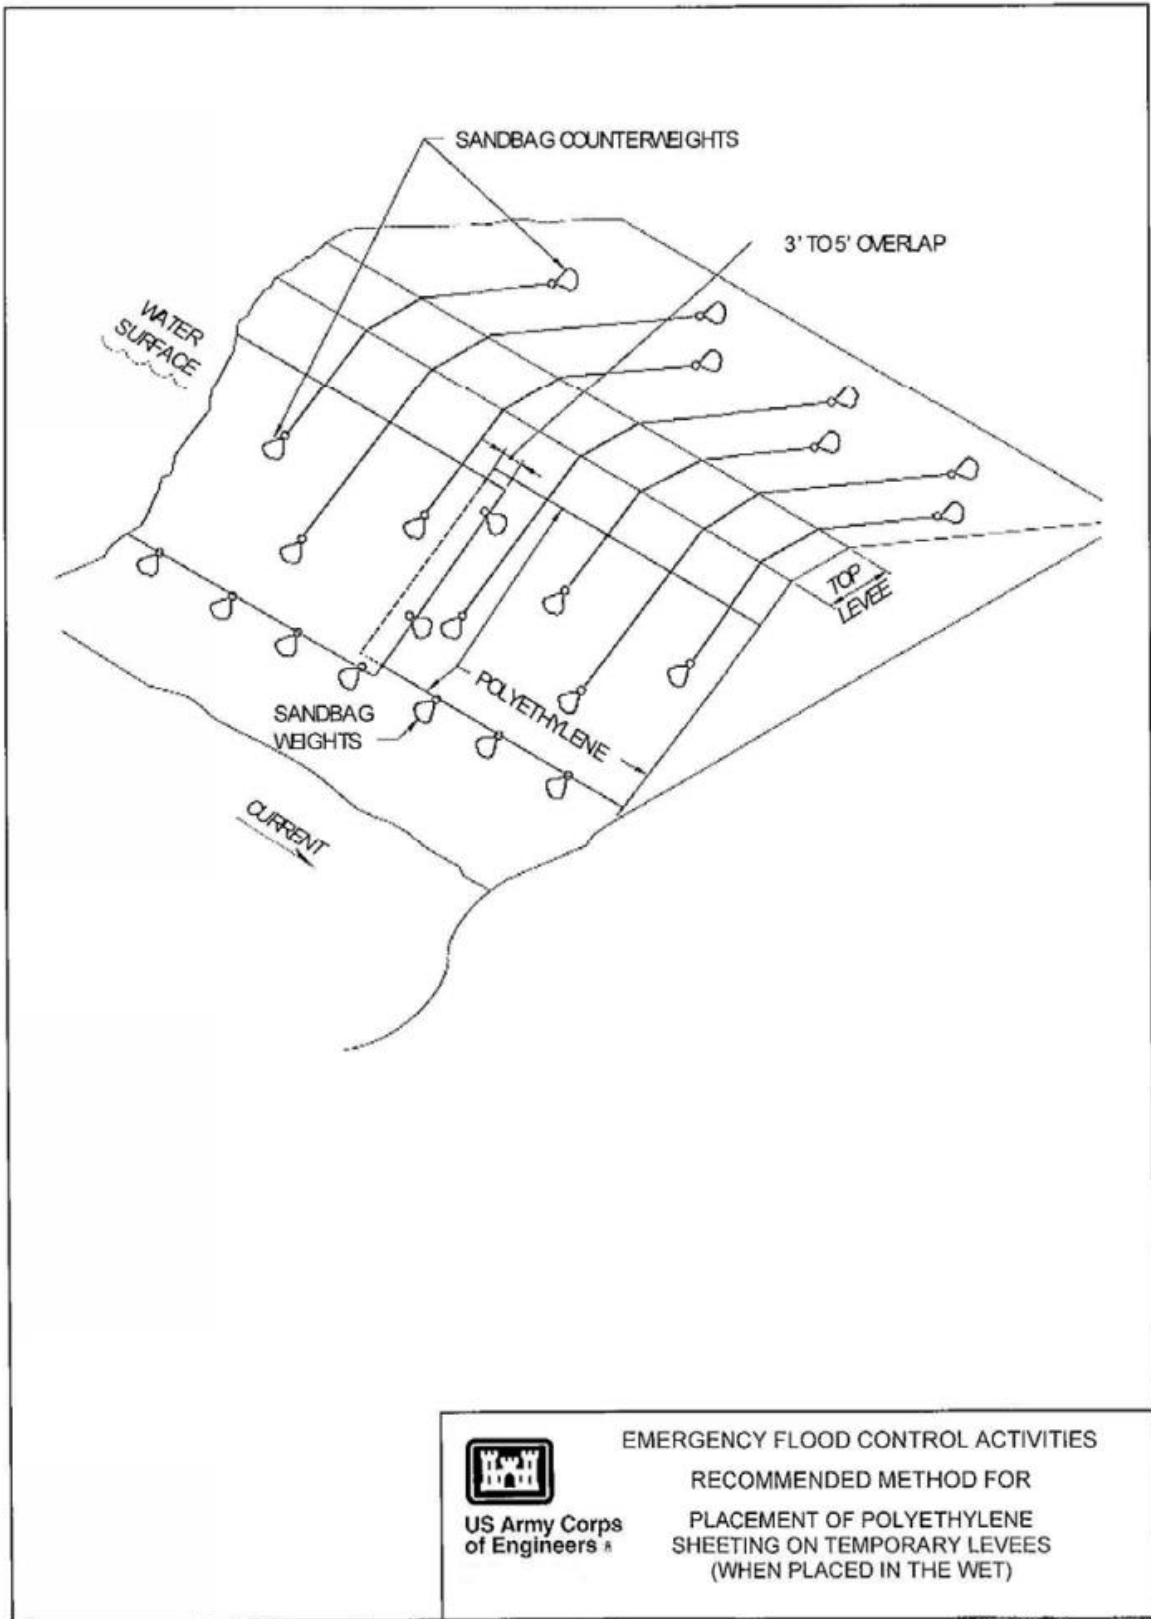 SANDBAG COUNTERWEIGHTS
3' TO 5' OVERLAP
WATER
SURFACE
TOP
LEVEE
POLYETHYLENE
SANDBAG
WEIGHTS
CURRENT
EMERGENCY FLOOD CONTROL ACTIVITIES
RECOMMENDED METHOD FOR
PLACEMENT OF POLYETHYLENE
SHEETING ON TEMPORARY LEVEES
(WHEN PLACED IN THE WET)
US Army Corps
of Engineers